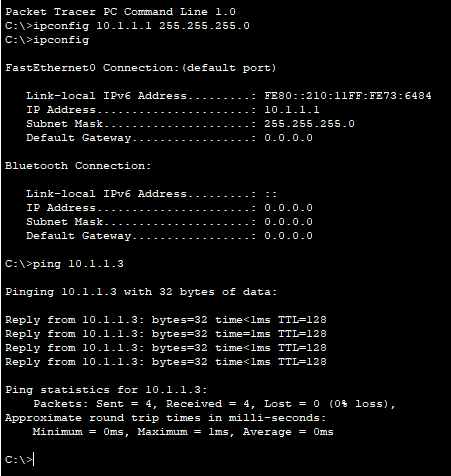 Packet Tracer PC Command Line 1.0
C:\>ipconfig 10.1.1.1 255.255.255.0
C:\>ipconfig
FastEthernet0 Connection:(default port)
Link-local IPv6 Address.........: FE80::210:11FF:FE73:6484
IP Address......................: 10.1.1.1
Subnet Mask.....................: 255.255.255.0
Default Gateway.................: 0.0.0.0
Bluetooth Connection:
Link-local IPv6 Address.........: ::
IP Address......................: 0.0.0.0
Subnet Mask.....................: 0.0.0.0
Default Gateway.................: 0.0.0.0
C:\>ping 10.1.1.3
Pinging 10.1.1.3 with 32 bytes of data:
Reply from 10.1.1.3: bytes=32 time<1ms TTL=128
Reply from 10.1.1.3: bytes=32 time=1ms TTL=128
Reply from 10.1.1.3: bytes=32 time<1ms TTL=128
Reply from 10.1.1.3: bytes=32 time<1ms TTL=128
Ping statistics for 10.1.1.3:
Packets: Sent = 4, Received = 4, Lost = 0 (0% loss),
Approximate round trip times in milli-seconds:
Minimum = 0ms, Maximum = 1ms, Average = 0ms
C:\>